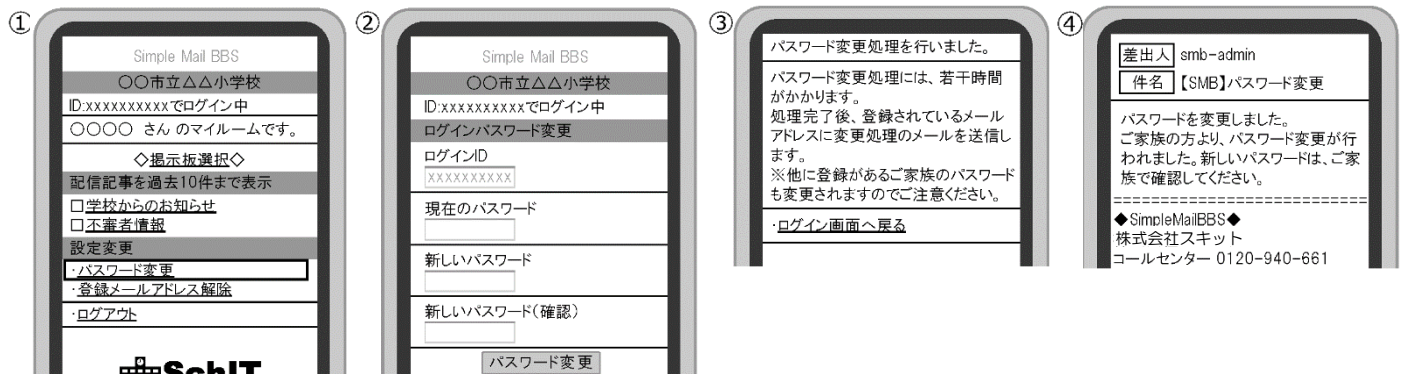 ①
Simple Mail BBS
〇〇市立△△小学校
ID:xxxxxxxxxxでログイン中
〇〇〇〇 さん のマイルームです。
◇掲示板選択◇
配信記事を過去10件まで表示
□学校からのお知らせ
□不審者情報
設定変更
・パスワード変更
・登録メールアドレス解除
・ログアウト
SchIT
②
Simple Mail BBS
〇〇市立△△小学校
ID:xxxxxxxxxxでログイン中
ログインパスワード変更
ログインID
XXXXXXXXXX
現在のパスワード
新しいパスワード
新しいパスワード(確認)
パスワード変更
③
パスワード変更処理を行いました。
パスワード変更処理には、若干時間
がかかります。
処理完了後、登録されているメール
アドレスに変更処理のメールを送信し
ます。
※他に登録があるご家族のパスワード
も変更されますのでご注意ください。
・ログイン画面へ戻る
④
差出人 smb-admin
件名 【SMB】パスワード変更
パスワードを変更しました。
ご家族の方より、パスワード変更が行
われました。新しいパスワードは、ご家
族で確認してください。
------------------------------
◆SimpleMailBBS◆
株式会社スキット
コールセンター 0120-940-661